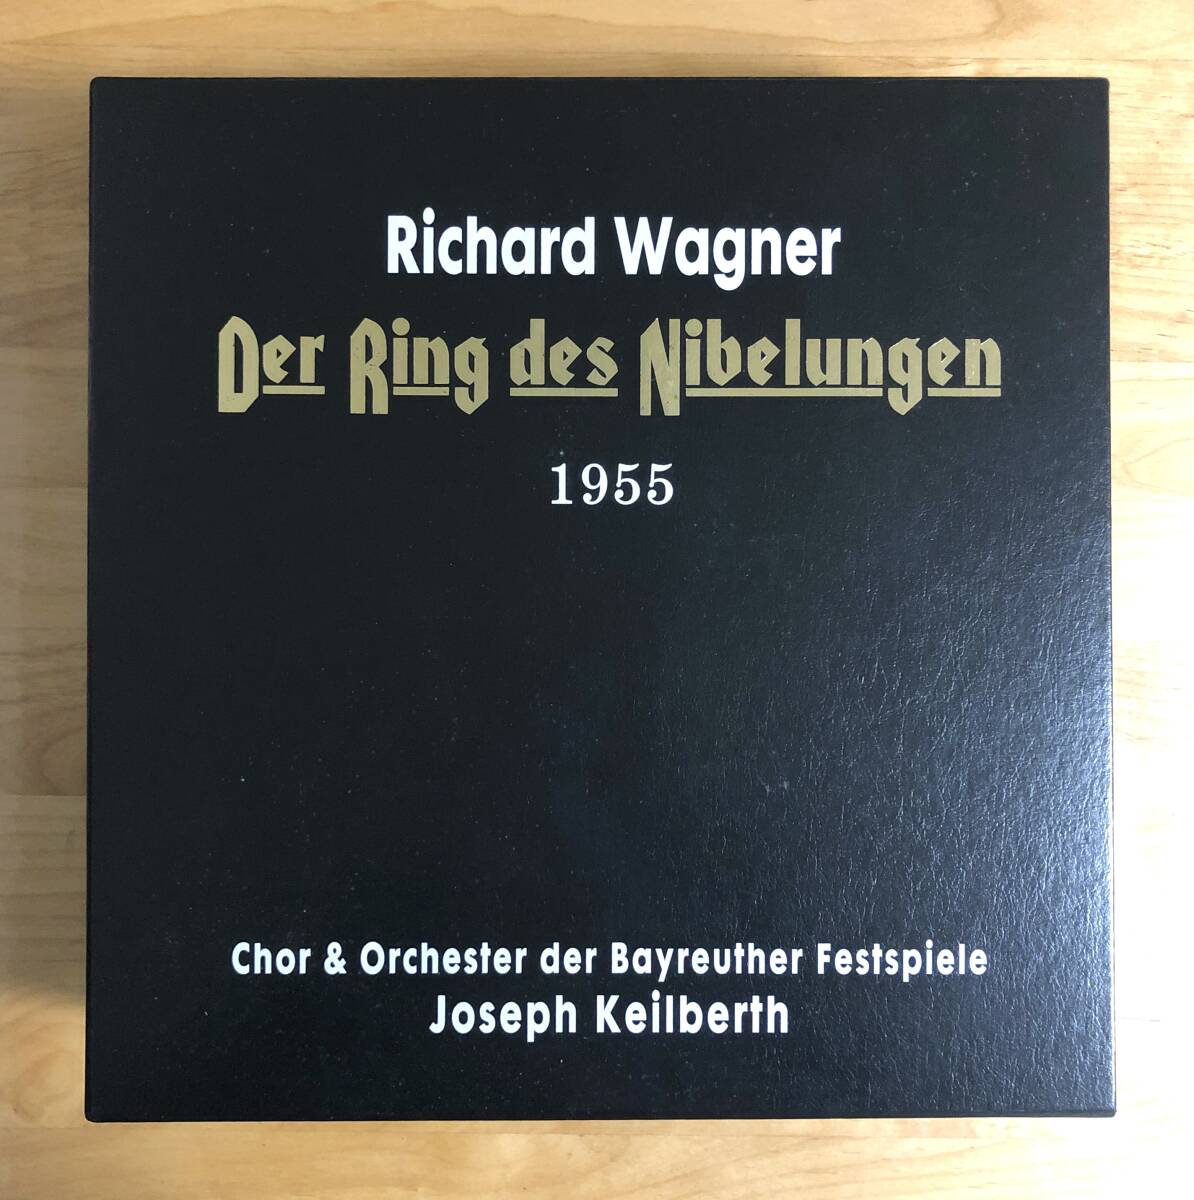 Richard Wagner
Der Ring des Nibelungen
1955
Chor & Orchester der Bayreuther Festspiele
Joseph Keilberth